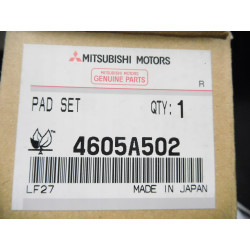 MITSUBISHI MOTORS
MITSUBISHI MOTORS
GENUINE PARTS
R
PAD SET QTY: 1
4605A502
LF27 MADE IN JAPAN